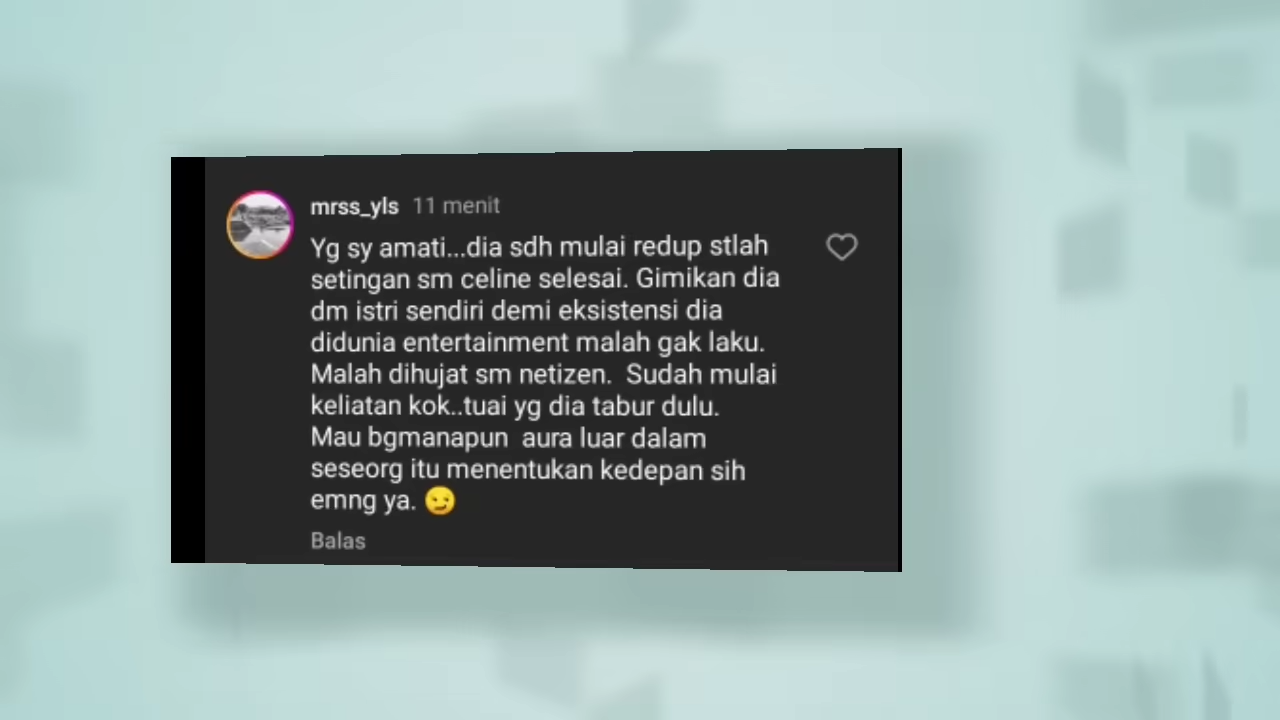 mrss_yls 11 menit
Yg sy amati...dia sdh mulai redup stlah
setingan sm celine selesai. Gimikan dia
dm istri sendiri demi eksistensi dia
didunia entertainment malah gak laku.
Malah dihujat sm netizen.  Sudah mulai
keliatan kok..tuai yg dia tabur dulu.
Mau bgmanapun  aura luar dalam
seseorg itu menentukan kedepan sih
emng ya. 😏
Balas